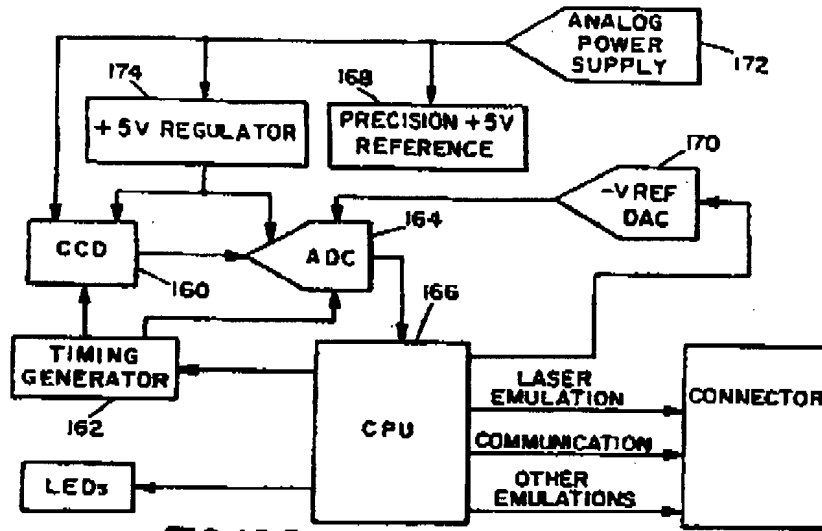 ANALOG
POWER
SUPPLY
172
174
168
+5V REGULATOR
PRECISION +5V
REFERENCE
170
-VREF
DAC
CCD
160
164
ADC
166
TIMING
GENERATOR
162
CPU
LASER
EMULATION
CONNECTOR
COMMUNICATION
OTHER
EMULATIONS
LEDs